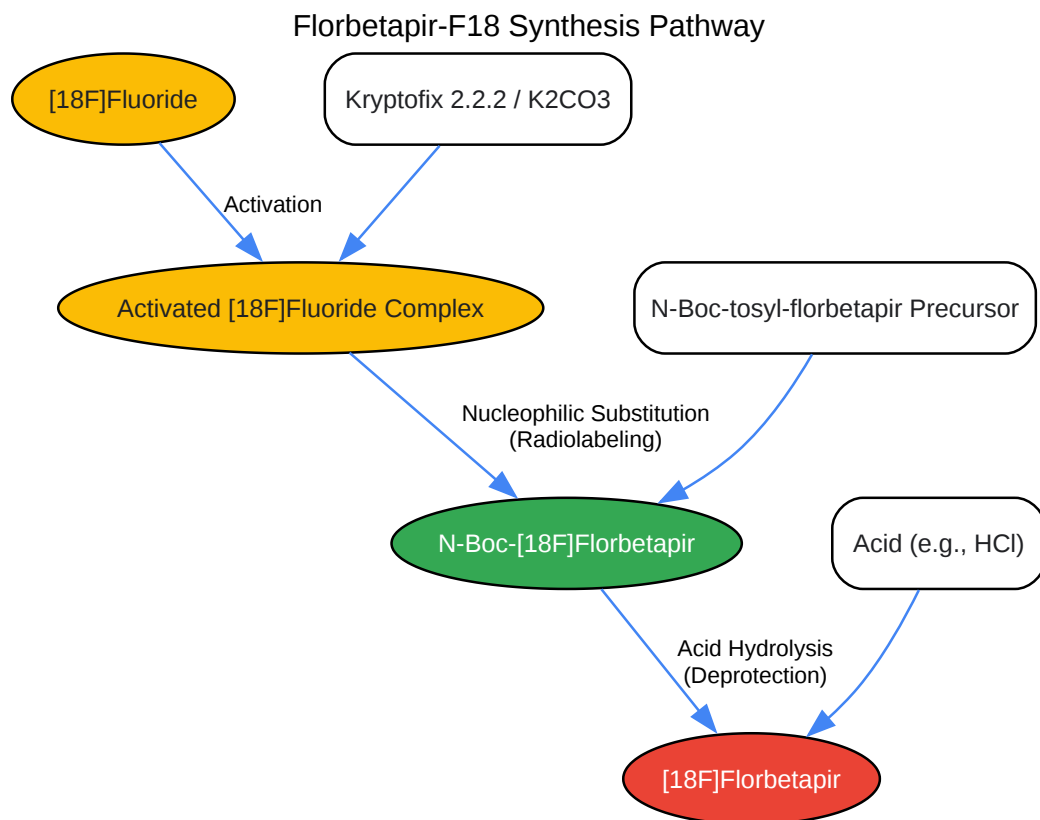 Florbetapir-F18 Synthesis Pathway
[18F]Fluoride
Kryptofix 2.2.2 / K2CO3
Activation
Activated [18F]Fluoride Complex
N-Boc-tosyl-florbetapir Precursor
Nucleophilic Substitution
(Radiolabeling)
N-Boc-[18F]Florbetapir
Acid (e.g., HCl)
Acid Hydrolysis
(Deprotection)
[18F]Florbetapir